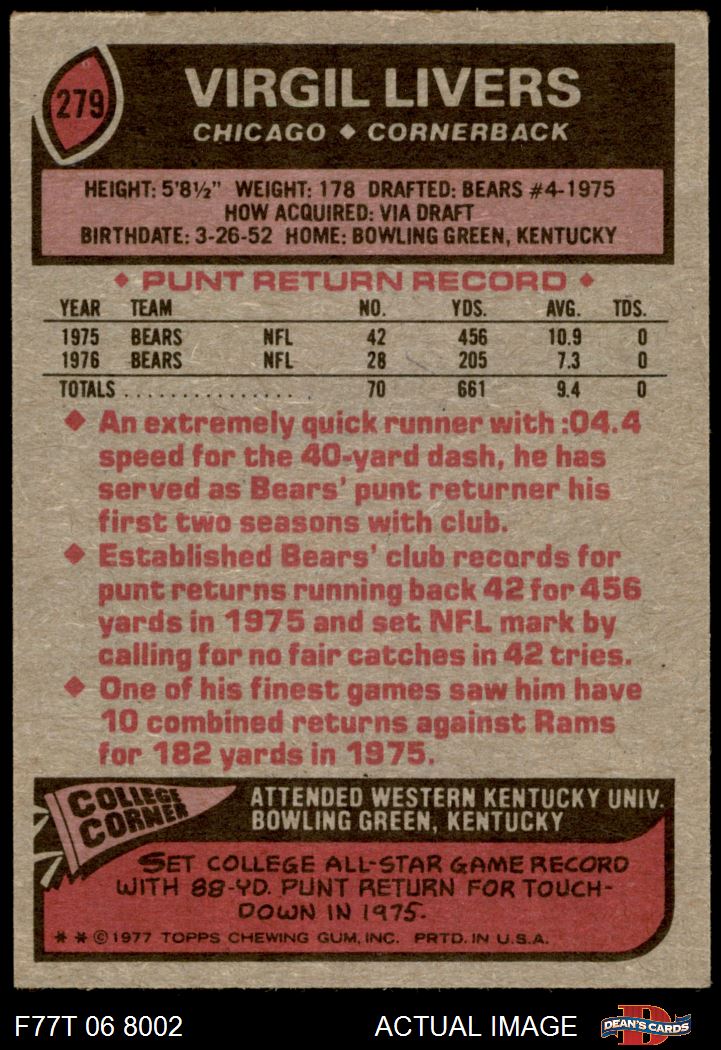 279
VIRGIL LIVERS
CHICAGO ♦ CORNERBACK
HEIGHT: 5'8½" WEIGHT: 178 DRAFTED: BEARS #4-1975
HOW ACQUIRED: VIA DRAFT
BIRTHDATE: 3-26-52 HOME: BOWLING GREEN, KENTUCKY
♦ PUNT RETURN RECORD ♦
YEAR TEAM NO. YDS. AVG. TDS.
1975 BEARS NFL 42 456 10.9 0
1976 BEARS NFL 28 205 7.3 0
TOTALS . . . . . . . . . . . . . . . . 70 661 9.4 0
♦ An extremely quick runner with :04.4
speed for the 40-yard dash, he has
served as Bears' punt returner his
first two seasons with club.
♦ Established Bears' club records for
punt returns running back 42 for 456
yards in 1975 and set NFL mark by
calling for no fair catches in 42 tries.
♦ One of his finest games saw him have
10 combined returns against Rams
for 182 yards in 1975.
COLLEGE
CORNER
ATTENDED WESTERN KENTUCKY UNIV.
BOWLING GREEN, KENTUCKY
SET COLLEGE ALL-STAR GAME RECORD
WITH 88-YD. PUNT RETURN FOR TOUCH-
DOWN IN 1975.
* * © 1977 TOPPS CHEWING GUM, INC. PRTD. IN U.S.A.
F77T 06 8002 ACTUAL IMAGE
D
DEAN'S CARDS